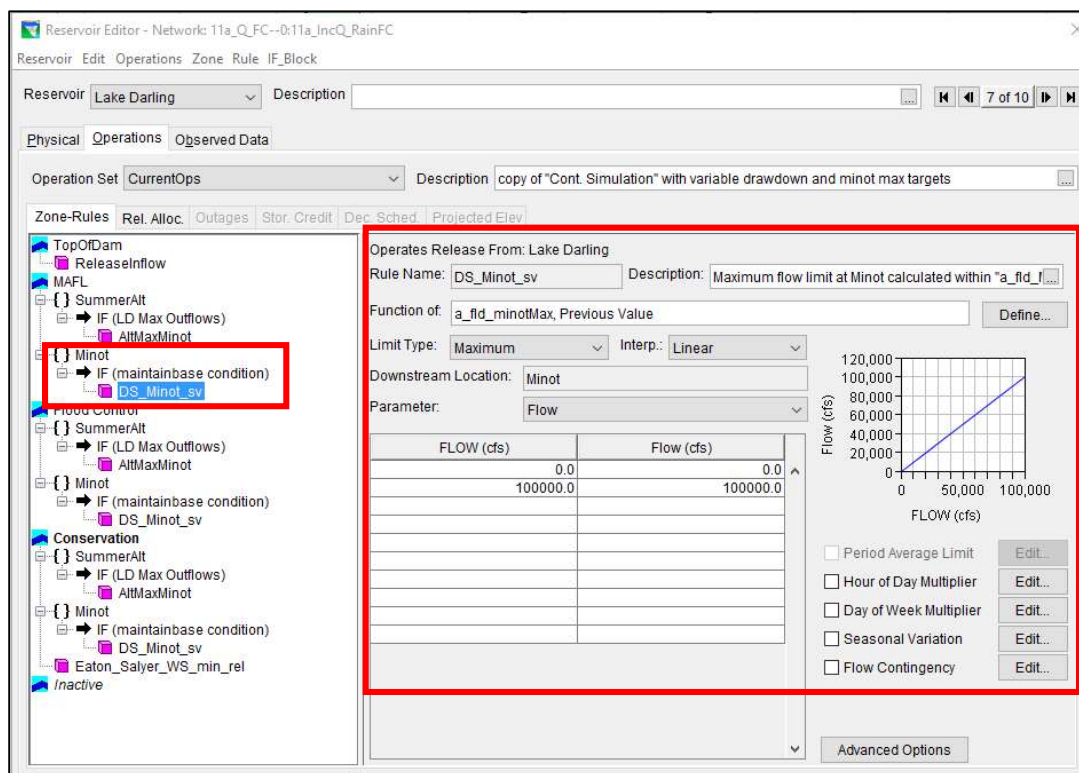 Reservoir Editor - Network: 11a_Q_FC--0:11a_IncQ_RainFC
Reservoir Edit Operations Zone Rule IF_Block
Reservoir Lake Darling Description ... 7 of 10
Physical Operations Observed Data
Operation Set CurrentOps Description copy of "Cont. Simulation" with variable drawdown and minot max targets ...
Zone-Rules Rel. Alloc. Outages Stor. Credit Dec. Sched. Projected Elev
TopOfDam
ReleaseInflow
MAFL
{ } SummerAlt
IF (LD Max Outflows)
AltMaxMinot
{ } Minot
IF (maintainbase condition)
DS_Minot_sv
Flood Control
{ } SummerAlt
IF (LD Max Outflows)
AltMaxMinot
{ } Minot
IF (maintainbase condition)
DS_Minot_sv
Conservation
{ } SummerAlt
IF (LD Max Outflows)
AltMaxMinot
{ } Minot
IF (maintainbase condition)
DS_Minot_sv
Eaton_Salyer_WS_min_rel
Inactive
Operates Release From: Lake Darling
Rule Name: DS_Minot_sv Description: Maximum flow limit at Minot calculated within "a_fld_ ...
Function of: a_fld_minotMax, Previous Value Define...
Limit Type: Maximum Interp.: Linear
Downstream Location: Minot
Parameter: Flow
FLOW (cfs) Flow (cfs)
0.0 0.0
100000.0 100000.0
120,000
100,000
80,000
60,000
40,000
20,000
0
Flow (cfs)
0 50,000 100,000
FLOW (cfs)
Period Average Limit Edit...
Hour of Day Multiplier Edit...
Day of Week Multiplier Edit...
Seasonal Variation Edit...
Flow Contingency Edit...
Advanced Options